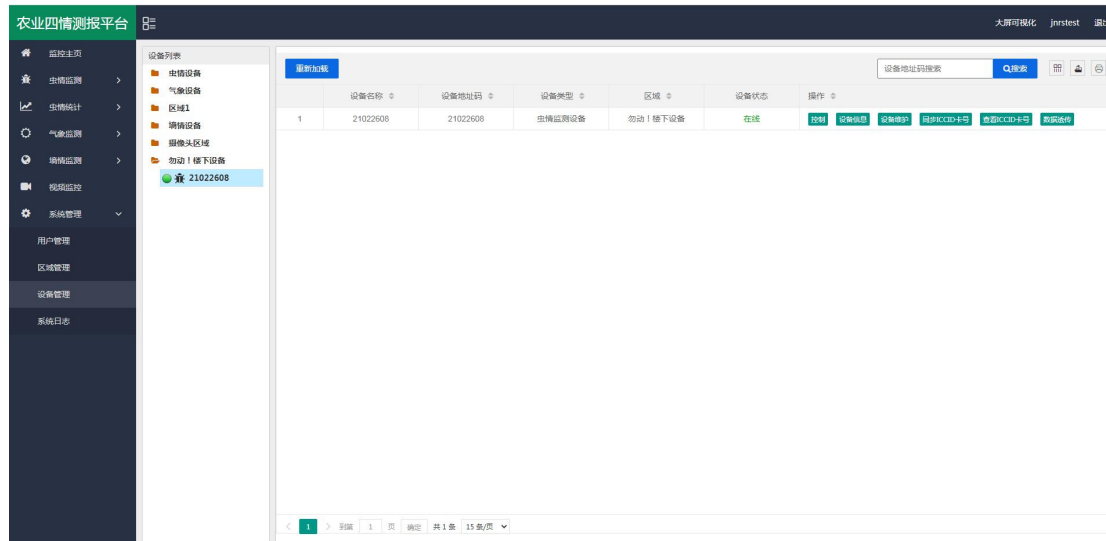 农业四情测报平台
大屏可视化 jnrstest
监控主页
虫情监测
虫情统计
气象监测
墒情监测
视频监控
系统管理
用户管理
区域管理
设备管理
系统日志
设备列表
虫情设备
气象设备
区域1
墒情设备
摄像头区域
勿动！楼下设备
21022608
重新加载 设备地址码搜索 搜索
设备名称 设备地址码 设备类型 区域 设备状态 操作
1 21022608 21022608 虫情监测设备 勿动！楼下设备 在线 控制 设备信息 设备维护 同步ICCID卡号 查看ICCID卡号 数据透传
1 到第 1 页 确定 共 1 条 15 条/页